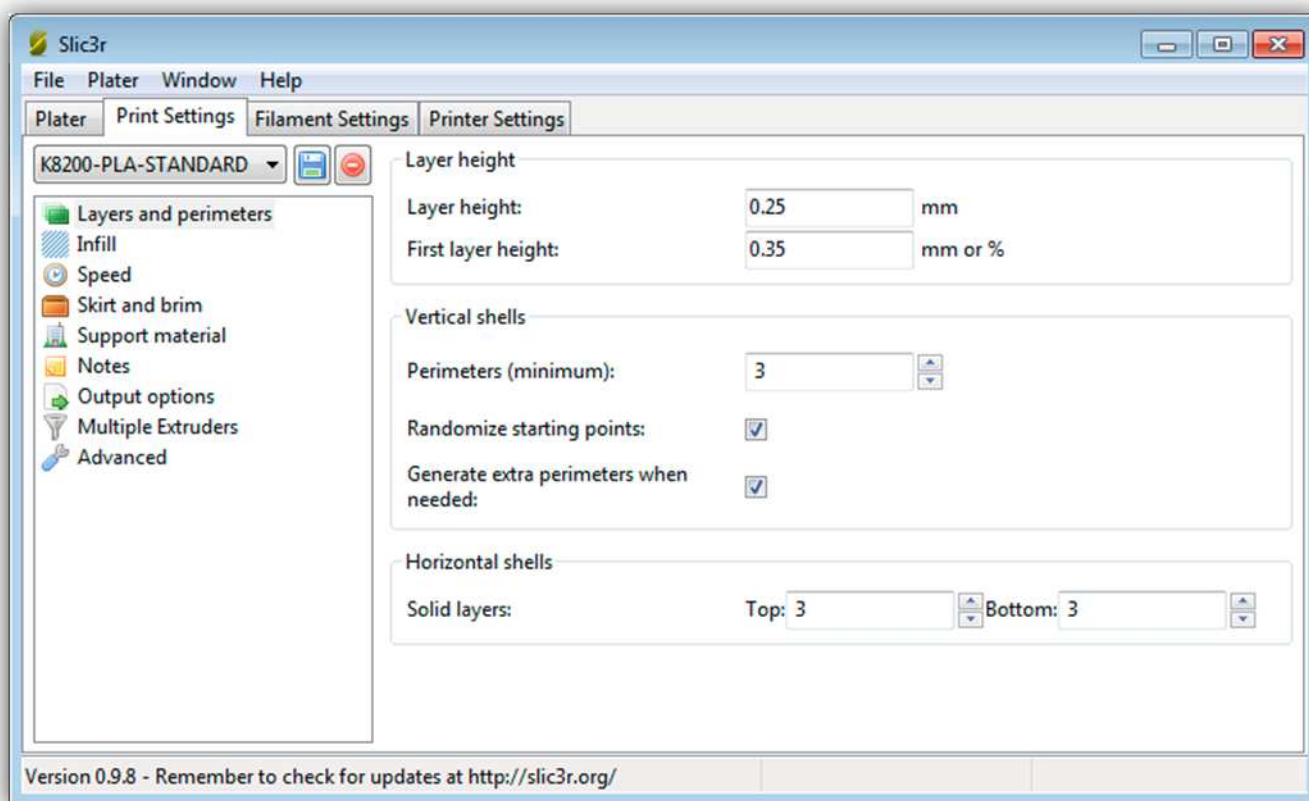 Slic3r
File Plater Window Help
Plater Print Settings Filament Settings Printer Settings
K8200-PLA-STANDARD
Layers and perimeters
Infill
Speed
Skirt and brim
Support material
Notes
Output options
Multiple Extruders
Advanced
Layer height
Layer height: 0.25 mm
First layer height: 0.35 mm or %
Vertical shells
Perimeters (minimum): 3
Randomize starting points:
Generate extra perimeters when
needed:
Horizontal shells
Solid layers: Top: 3 Bottom: 3
Version 0.9.8 - Remember to check for updates at http://slic3r.org/